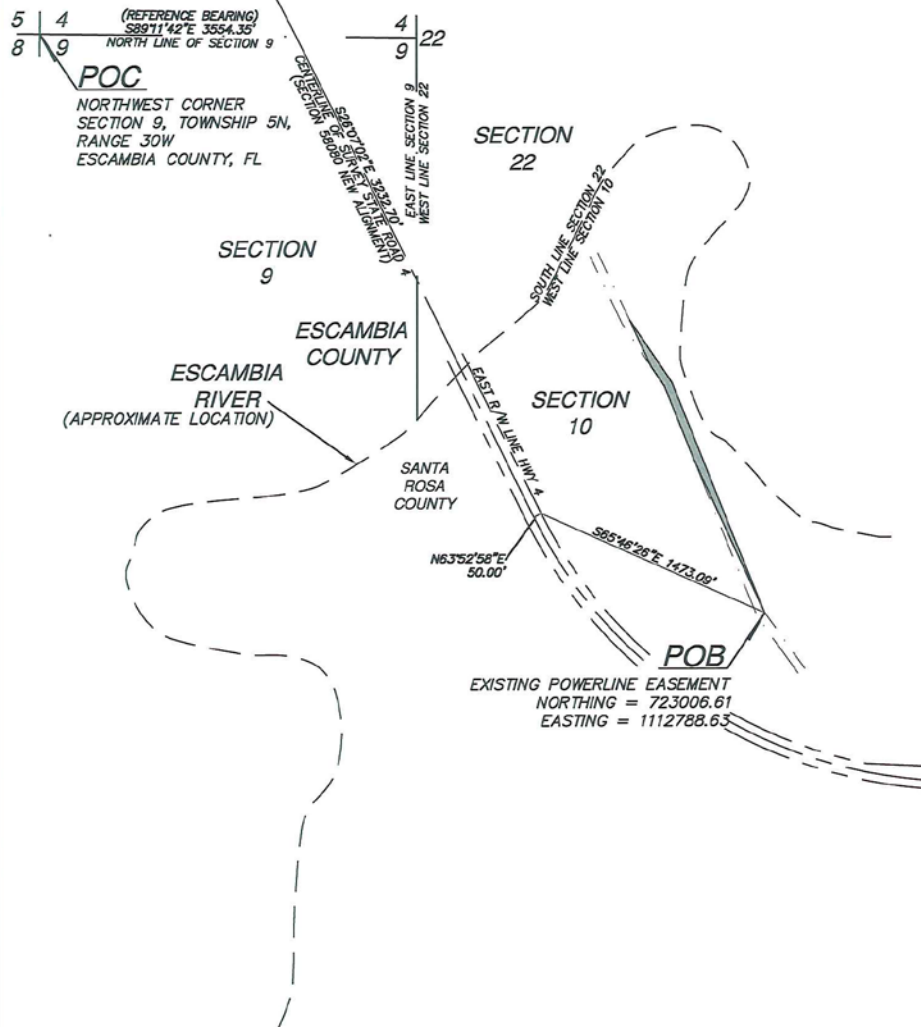 5 4
8 9
(REFERENCE BEARING)
S89°11'42"E 3554.35'
NORTH LINE OF SECTION 9
4
9
22
POC
NORTHWEST CORNER
SECTION 9, TOWNSHIP 5N,
RANGE 30W
ESCAMBIA COUNTY, FL
S26°07'02"E 3232.70'
CENTERLINE OF SURVEY STATE ROAD 4
(SECTION 58080 NEW ALIGNMENT)
EAST LINE SECTION 9
WEST LINE SECTION 22
SECTION
22
SOUTH LINE SECTION 22
WEST LINE SECTION 10
SECTION
9
ESCAMBIA
COUNTY
ESCAMBIA
RIVER
(APPROXIMATE LOCATION)
EAST R/W LINE HWY 4
SECTION
10
SANTA
ROSA
COUNTY
N63°52'58"E
50.00'
S65°46'26"E 1473.09'
POB
EXISTING POWERLINE EASEMENT
NORTHING = 723006.61
EASTING = 1112788.63